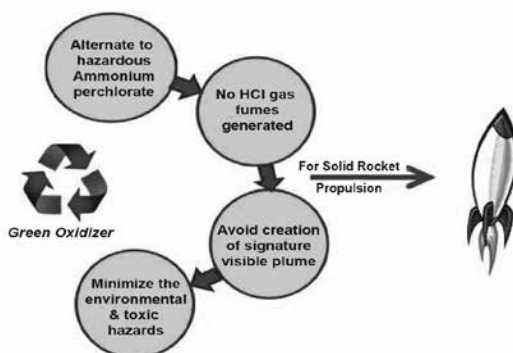 Alternate to
hazardous
Ammonium
perchlorate
No HCl gas
fumes
generated
For Solid Rocket
Propulsion
Green Oxidizer
Avoid creation
of signature
visible plume
Minimize the
environmental
& toxic
hazards